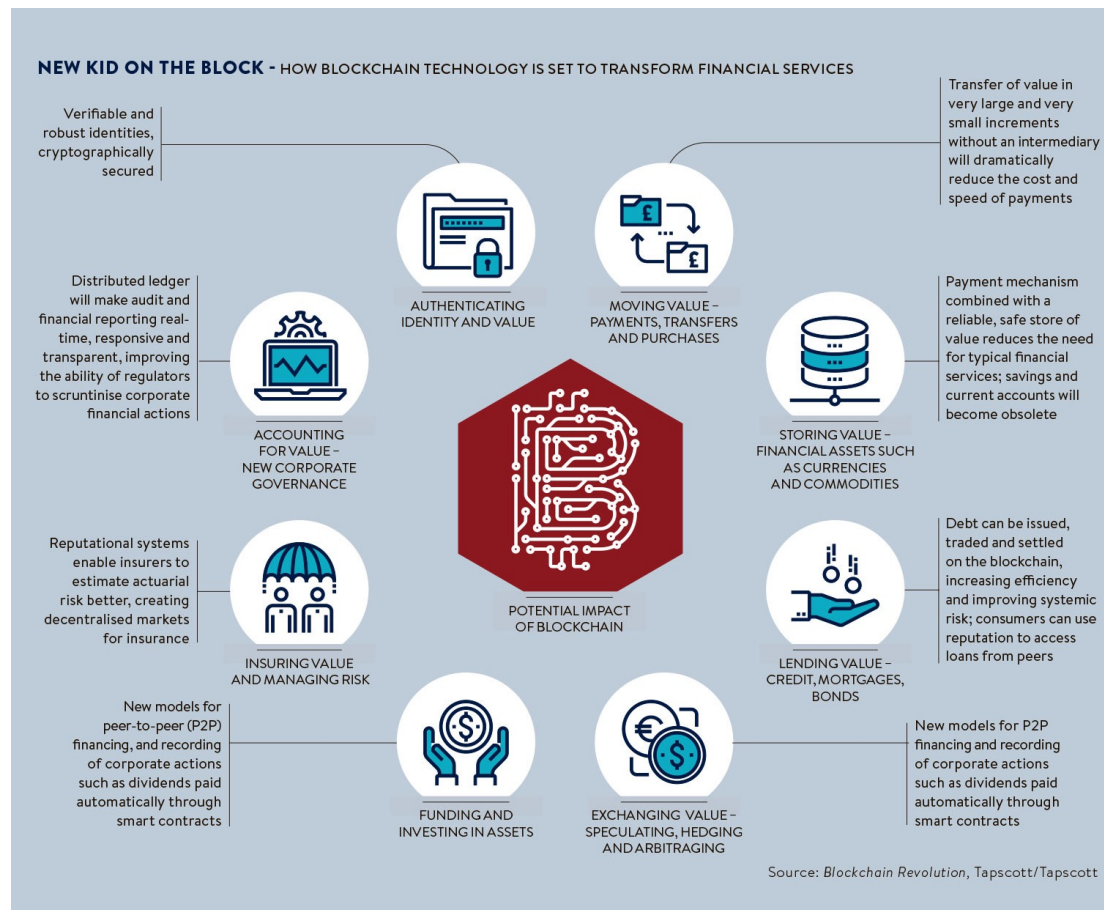 NEW KID ON THE BLOCK - HOW BLOCKCHAIN TECHNOLOGY IS SET TO TRANSFORM FINANCIAL SERVICES
Verifiable and
robust identities,
cryptographically
secured
AUTHENTICATING
IDENTITY AND VALUE
Transfer of value in
very large and very
small increments
without an intermediary
will dramatically
reduce the cost and
speed of payments
£
£
MOVING VALUE –
PAYMENTS, TRANSFERS
AND PURCHASES
Distributed ledger
will make audit and
financial reporting real-
time, responsive and
transparent, improving
the ability of regulators
to scruntinise corporate
financial actions
ACCOUNTING
FOR VALUE –
NEW CORPORATE
GOVERNANCE
Payment mechanism
combined with a
reliable, safe store of
value reduces the need
for typical financial
services; savings and
current accounts will
become obsolete
STORING VALUE –
FINANCIAL ASSETS SUCH
AS CURRENCIES
AND COMMODITIES
B
POTENTIAL IMPACT
OF BLOCKCHAIN
Reputational systems
enable insurers to
estimate actuarial
risk better, creating
decentralised markets
for insurance
INSURING VALUE
AND MANAGING RISK
Debt can be issued,
traded and settled
on the blockchain,
increasing efficiency
and improving systemic
risk; consumers can use
reputation to access
loans from peers
LENDING VALUE –
CREDIT, MORTGAGES,
BONDS
New models for
peer-to-peer (P2P)
financing, and recording
of corporate actions
such as dividends paid
automatically through
smart contracts
$
FUNDING AND
INVESTING IN ASSETS
€
$
EXCHANGING VALUE –
SPECULATING, HEDGING
AND ARBITRAGING
New models for P2P
financing and recording
of corporate actions
such as dividends paid
automatically through
smart contracts
Source: Blockchain Revolution, Tapscott/Tapscott